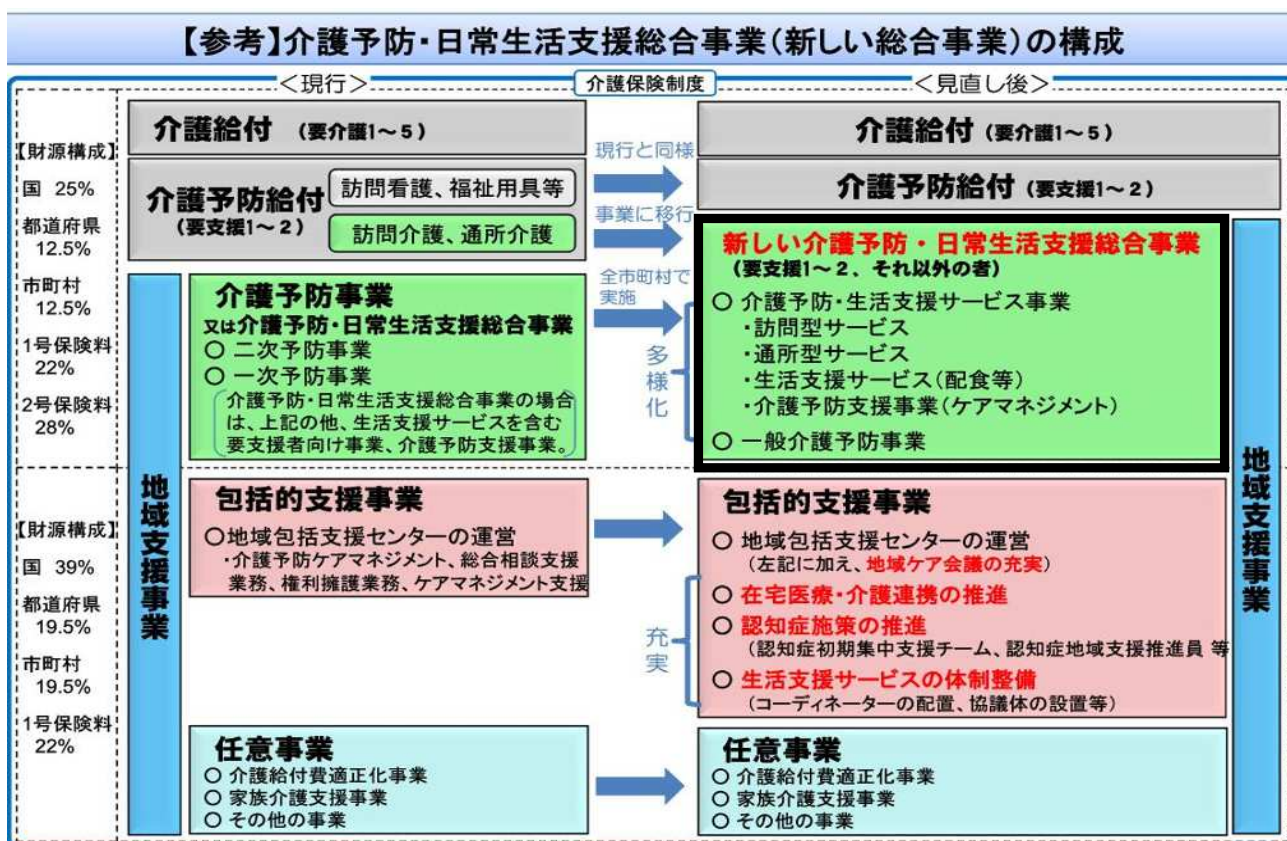 【参考】介護予防・日常生活支援総合事業(新しい総合事業)の構成
＜現行＞
介護保険制度
＜見直し後＞
【財源構成】
国 25%
都道府県
12.5%
市町村
12.5%
1号保険料
22%
2号保険料
28%
【財源構成】
国 39%
都道府県
19.5%
市町村
19.5%
1号保険料
22%
地域支援事業
介護給付 (要介護1～5)
介護予防給付
(要支援1～2)
訪問看護、福祉用具等
訪問介護、通所介護
介護予防事業
又は介護予防・日常生活支援総合事業
○ 二次予防事業
○ 一次予防事業
介護予防・日常生活支援総合事業の場合
は、上記の他、生活支援サービスを含む
要支援者向け事業、介護予防支援事業。
包括的支援事業
○地域包括支援センターの運営
・介護予防ケアマネジメント、総合相談支援
業務、権利擁護業務、ケアマネジメント支援
任意事業
○ 介護給付費適正化事業
○ 家族介護支援事業
○ その他の事業
現行と同様
事業に移行
全市町村で
実施
多様化
充実
介護給付 (要介護1～5)
介護予防給付 (要支援1～2)
新しい介護予防・日常生活支援総合事業
(要支援1～2、それ以外の者)
○ 介護予防・生活支援サービス事業
・訪問型サービス
・通所型サービス
・生活支援サービス(配食等)
・介護予防支援事業(ケアマネジメント)
○ 一般介護予防事業
包括的支援事業
○ 地域包括支援センターの運営
(左記に加え、地域ケア会議の充実)
○ 在宅医療・介護連携の推進
○ 認知症施策の推進
(認知症初期集中支援チーム、認知症地域支援推進員 等
○ 生活支援サービスの体制整備
(コーディネーターの配置、協議体の設置等)
任意事業
○ 介護給付費適正化事業
○ 家族介護支援事業
○ その他の事業
地域支援事業